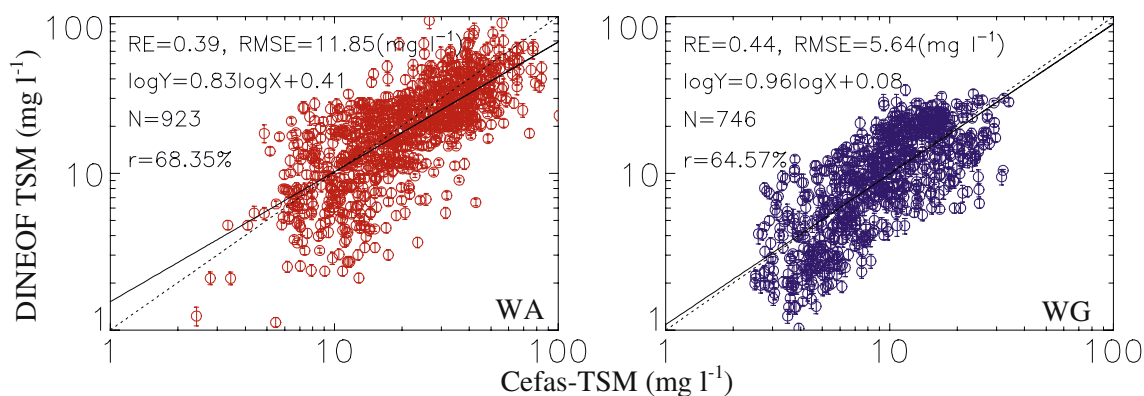 DINEOF TSM (mg l⁻¹)
100
10
1
RE=0.39, RMSE=11.85(mg l⁻¹)
logY=0.83logX+0.41
N=923
r=68.35%
WA
1
10
100
100
10
1
RE=0.44, RMSE=5.64(mg l⁻¹)
logY=0.96logX+0.08
N=746
r=64.57%
WG
1
10
100
Cefas-TSM (mg l⁻¹)